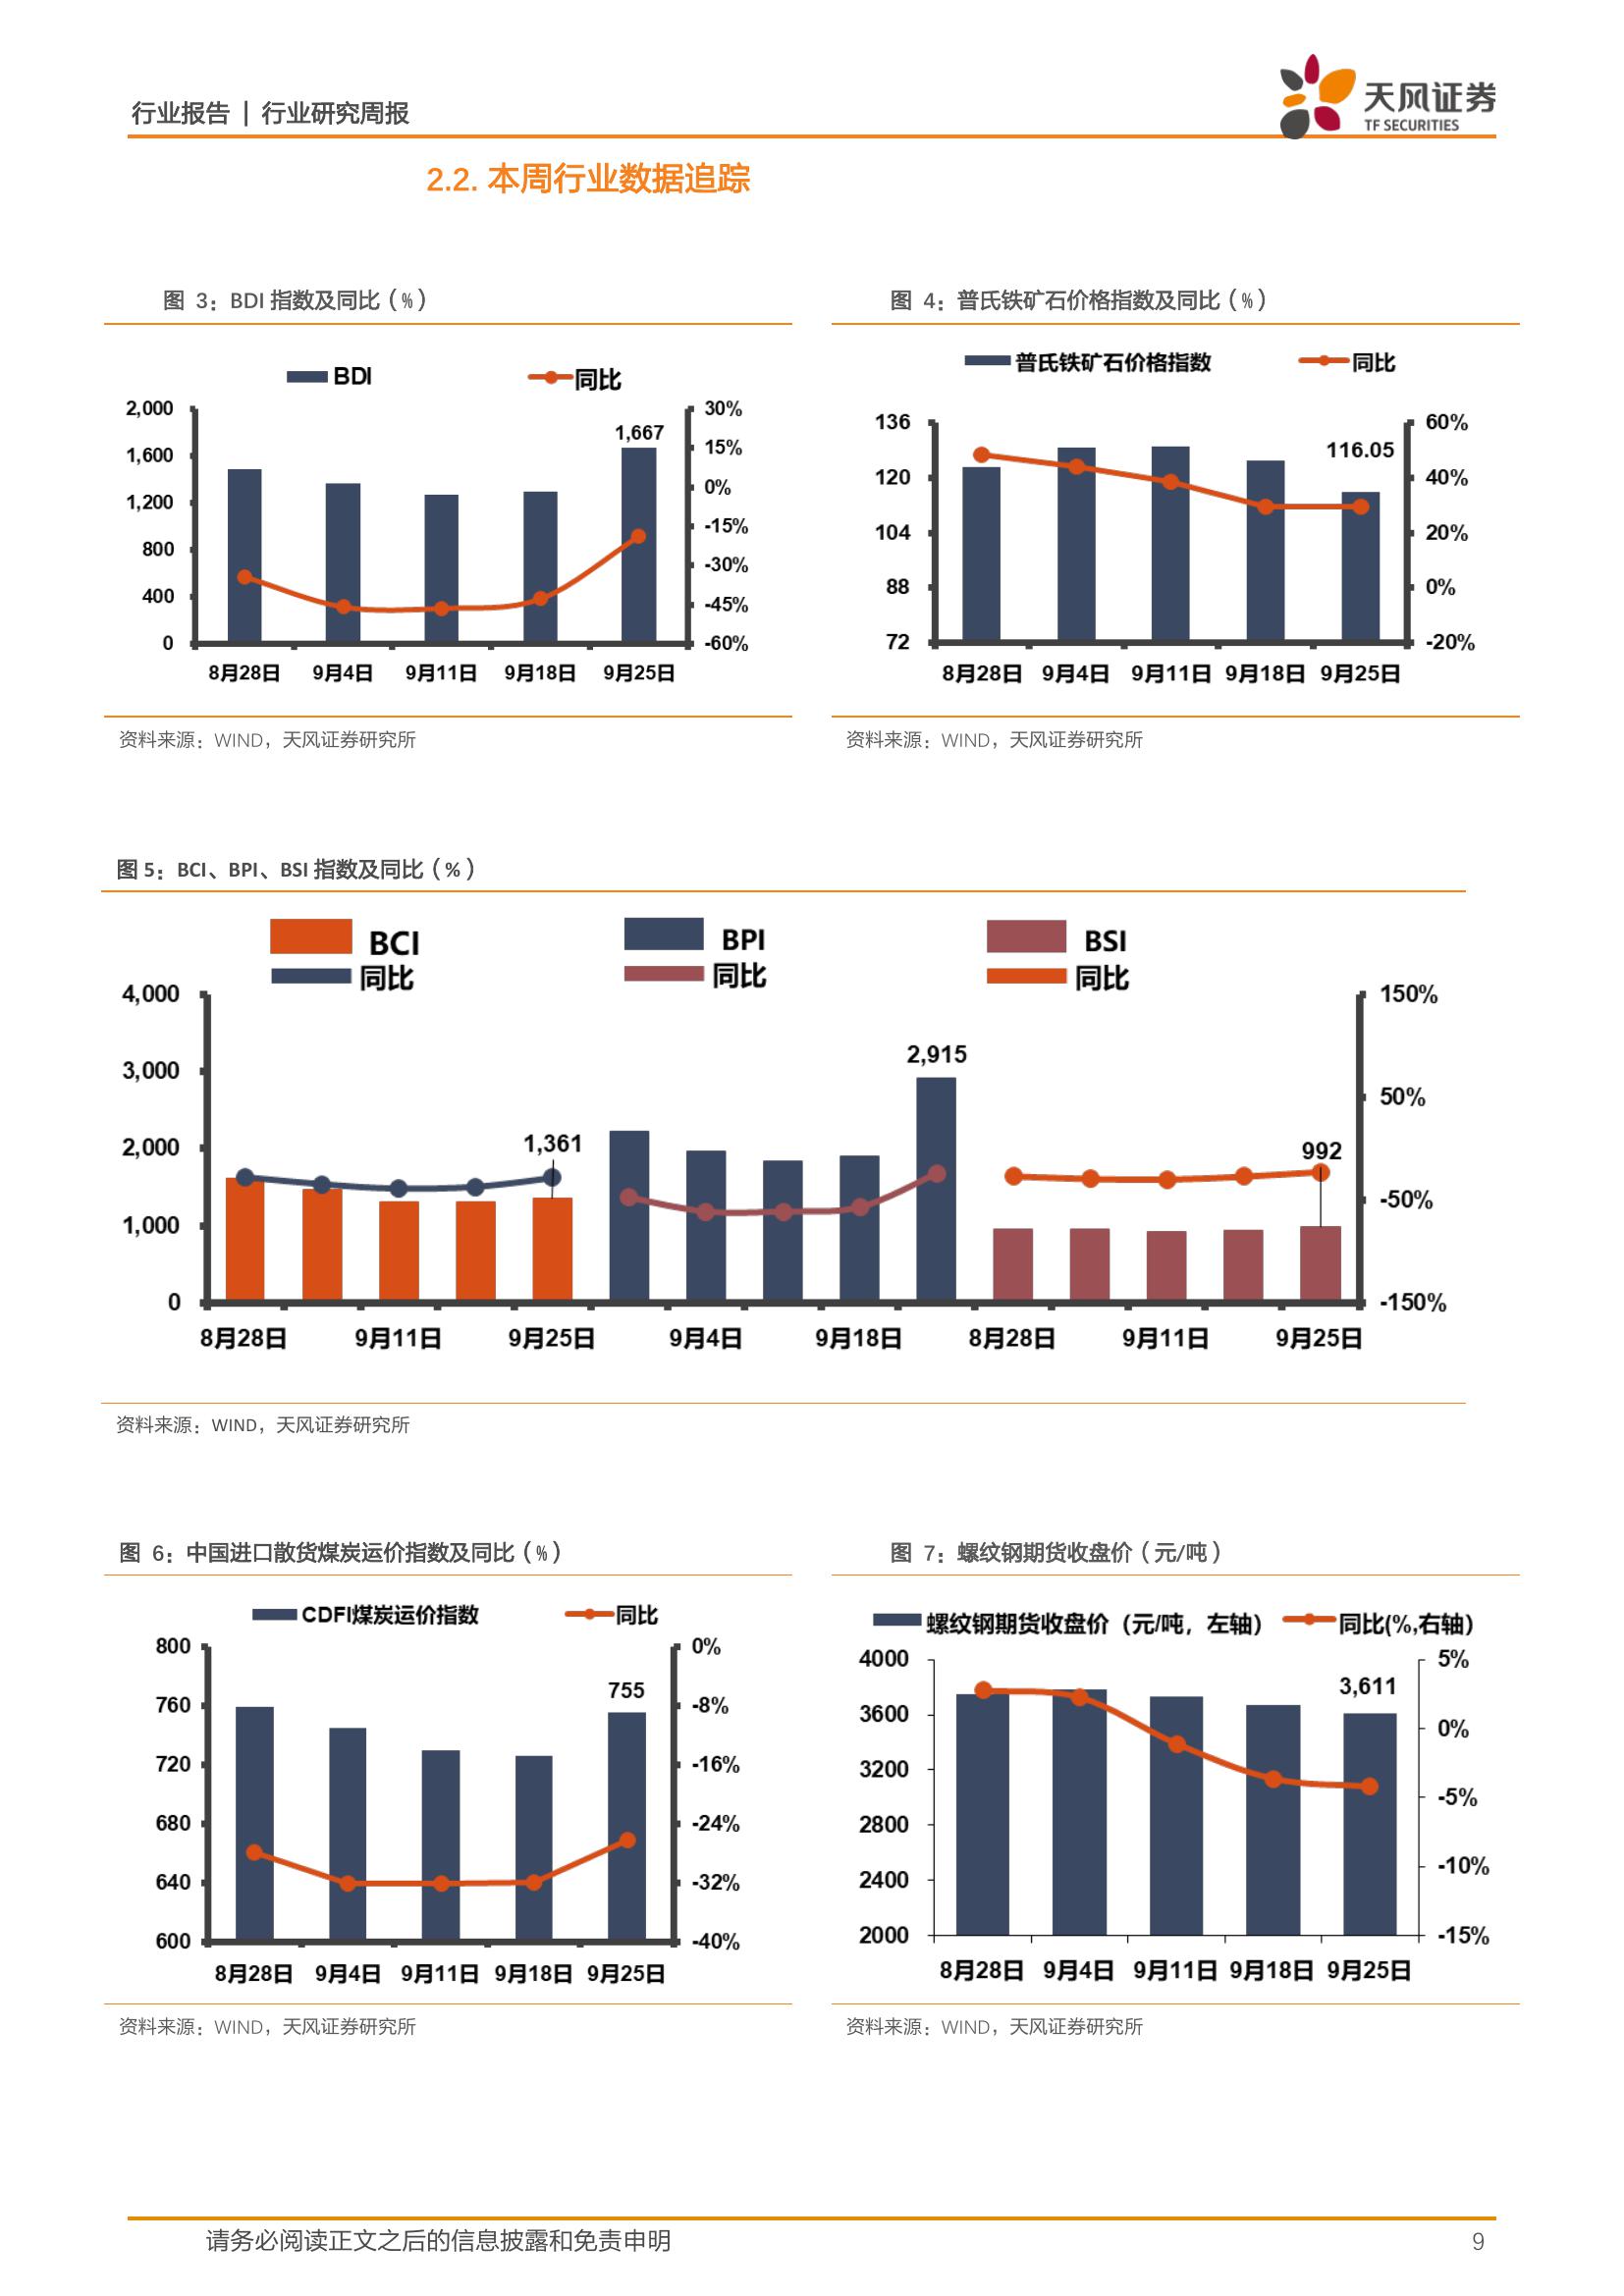 行业报告 | 行业研究周报
天风证券
TF SECURITIES
2.2. 本周行业数据追踪
图 3：BDI 指数及同比（%）
BDI
同比
2,000
1,600
1,200
800
400
0
1,667
30%
15%
0%
-15%
-30%
-45%
-60%
8月28日 9月4日 9月11日 9月18日 9月25日
资料来源：WIND，天风证券研究所
图 4：普氏铁矿石价格指数及同比（%）
普氏铁矿石价格指数
同比
136
120
104
88
72
116.05
60%
40%
20%
0%
-20%
8月28日 9月4日 9月11日 9月18日 9月25日
资料来源：WIND，天风证券研究所
图 5：BCI、BPI、BSI 指数及同比（%）
BCI
BPI
BSI
同比
同比
同比
4,000
3,000
2,000
1,000
0
1,361
2,915
992
150%
50%
-50%
-150%
8月28日 9月11日 9月25日 9月4日 9月18日 8月28日 9月11日 9月25日
资料来源：WIND，天风证券研究所
图 6：中国进口散货煤炭运价指数及同比（%）
CDFI煤炭运价指数
同比
800
760
720
680
640
600
755
0%
-8%
-16%
-24%
-32%
-40%
8月28日 9月4日 9月11日 9月18日 9月25日
资料来源：WIND，天风证券研究所
图 7：螺纹钢期货收盘价（元/吨）
螺纹钢期货收盘价（元/吨，左轴）
同比(%,右轴）
4000
3600
3200
2800
2400
2000
3,611
5%
0%
-5%
-10%
-15%
8月28日 9月4日 9月11日 9月18日 9月25日
资料来源：WIND，天风证券研究所
请务必阅读正文之后的信息披露和免责申明
9